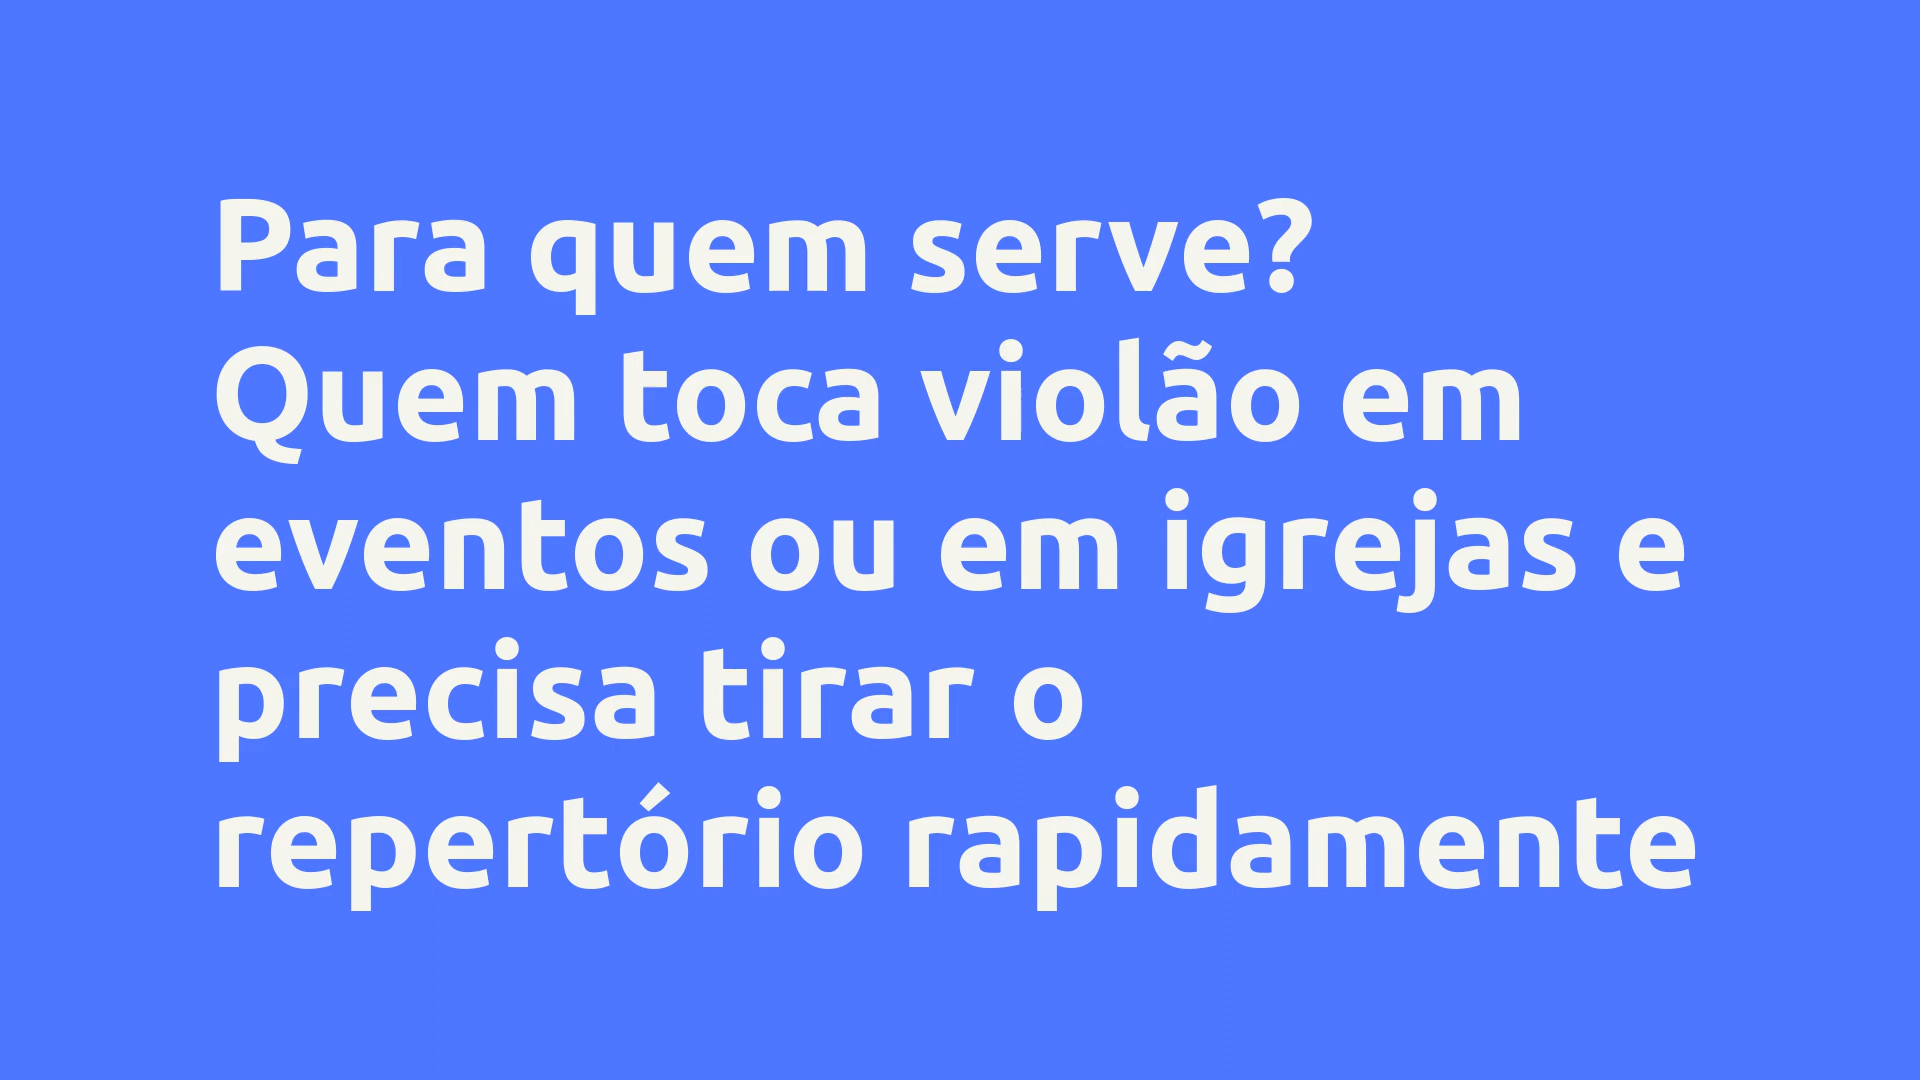 Para quem serve?
Quem toca violão em
eventos ou em igrejas e
precisa tirar o
repertório rapidamente